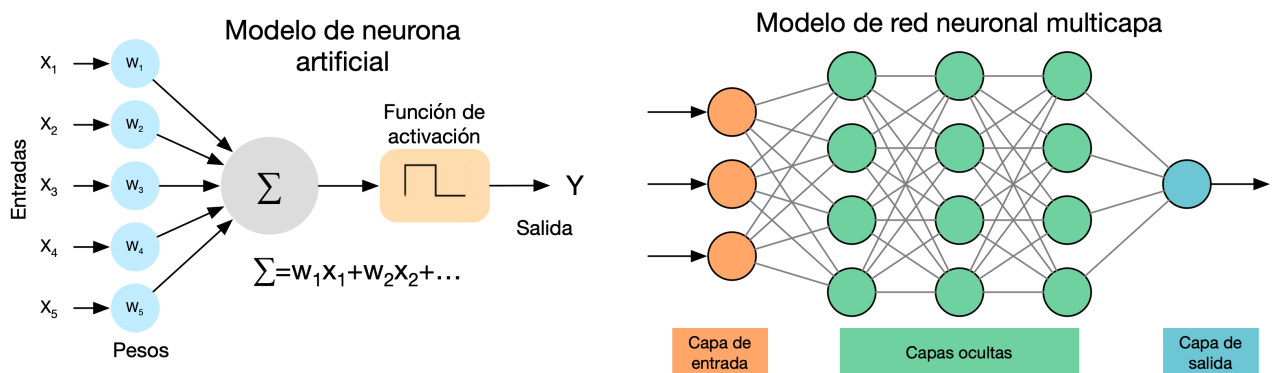 Modelo de neurona
artificial
Entradas
X₁
W₁
X₂
W₂
X₃
W₃
X₄
W₄
X₅
W₅
Pesos
∑
∑=w₁x₁+w₂x₂+…
Función de
activación
Y
Salida
Modelo de red neuronal multicapa
Capa de
entrada
Capas ocultas
Capa de
salida